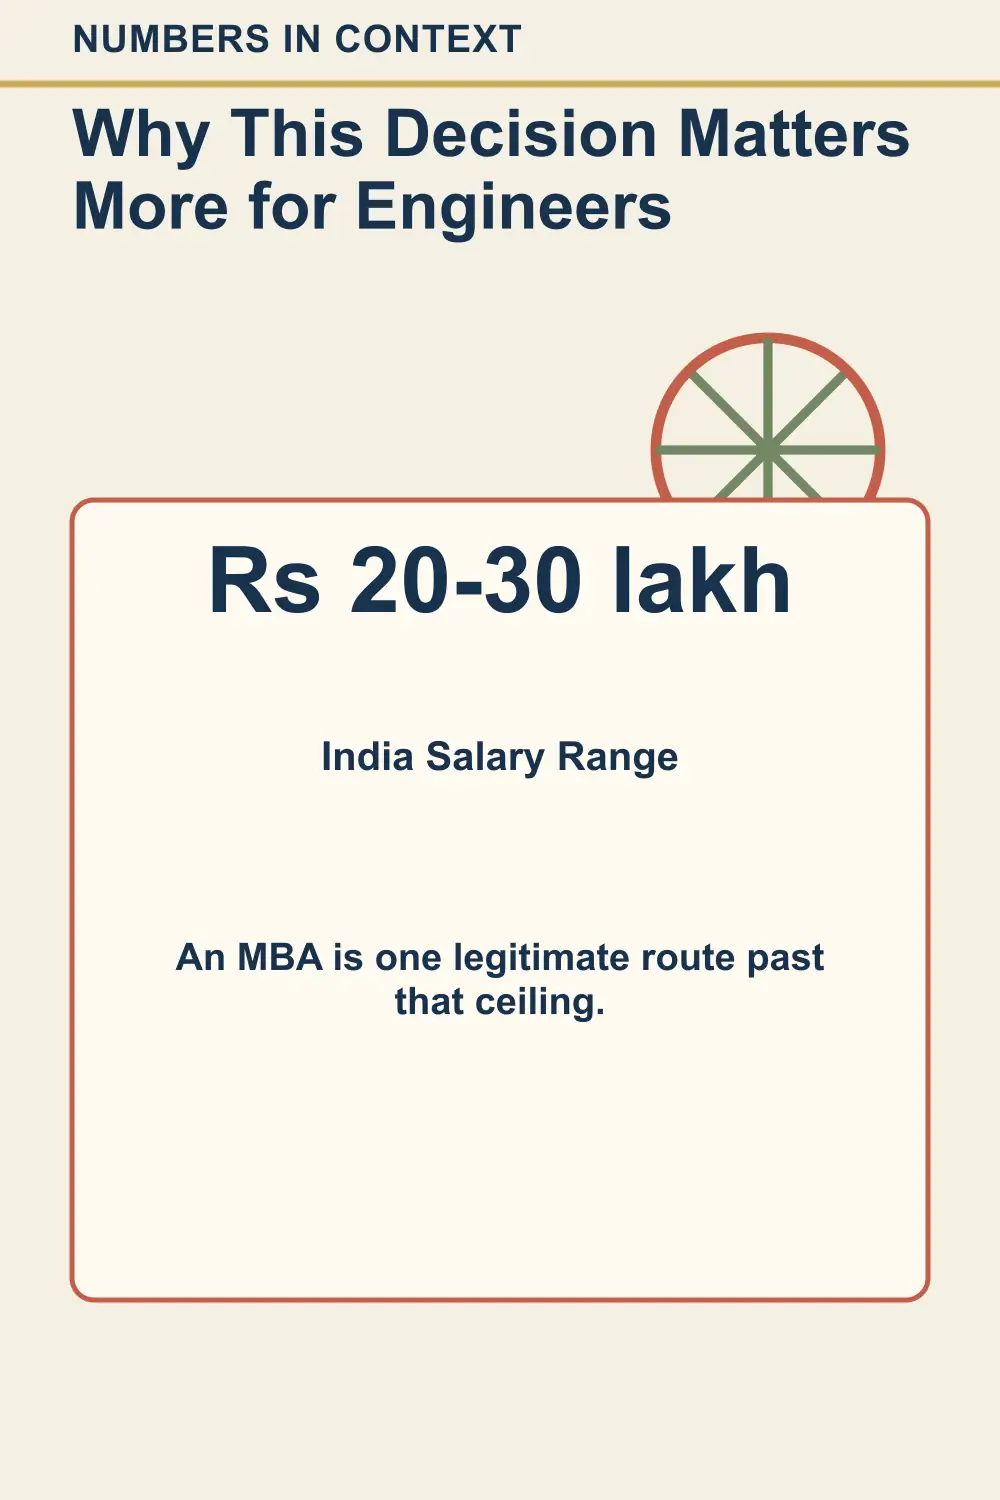 NUMBERS IN CONTEXT
Why This Decision Matters
More for Engineers
Rs 20-30 lakh
India Salary Range
An MBA is one legitimate route past
that ceiling.